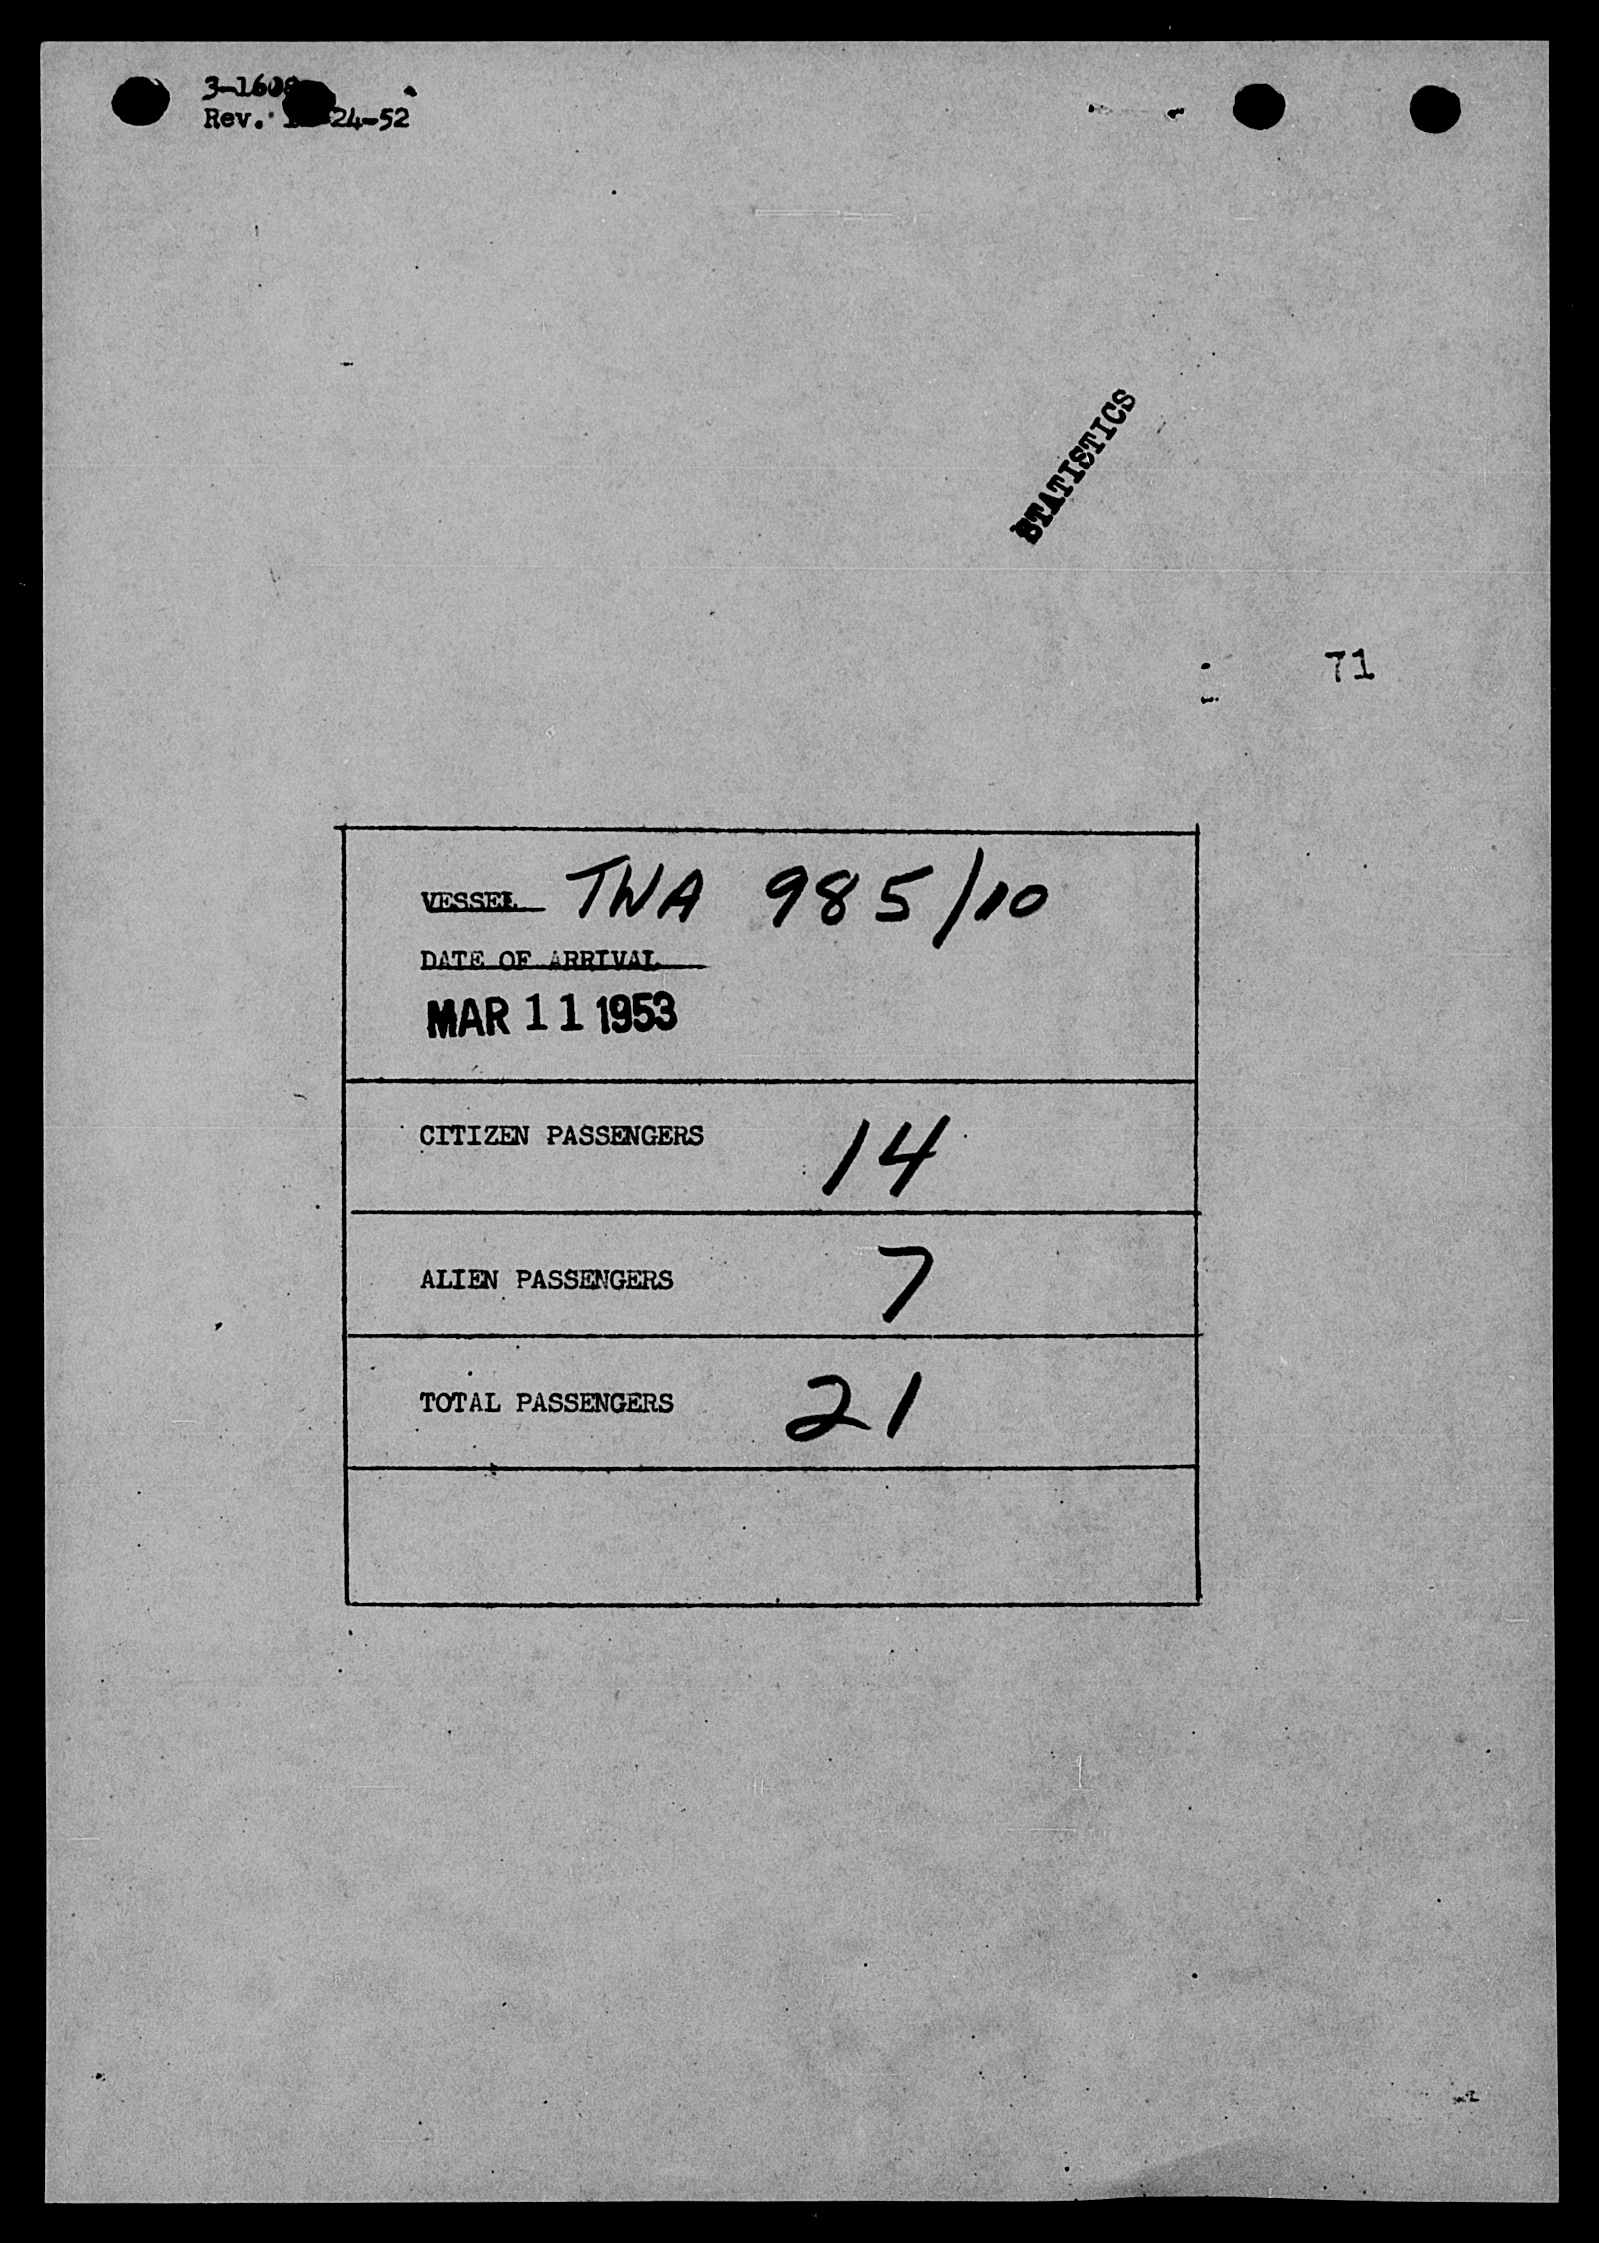 3-1608
Rev. 24-52
STATISTICS
71
VESSEL TWA 985/10
DATE OF ARRIVAL
MAR 11 1953
CITIZEN PASSENGERS 14
ALIEN PASSENGERS 7
TOTAL PASSENGERS 21